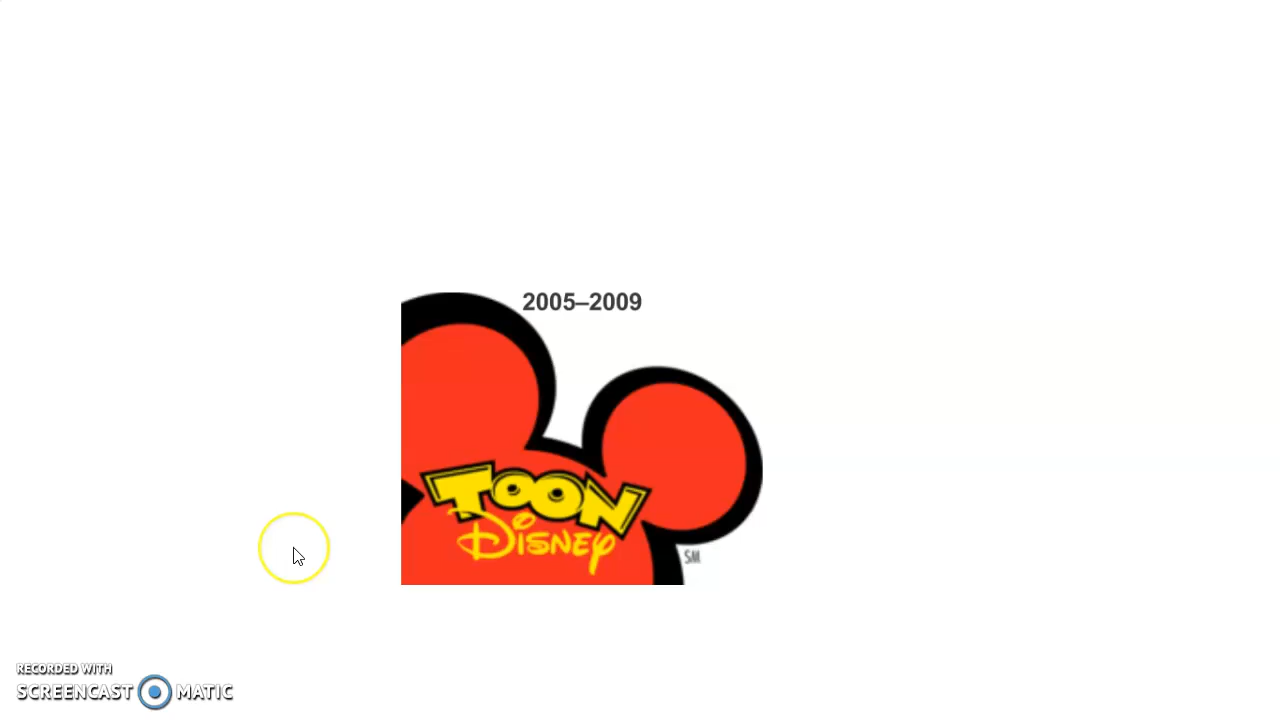 2005–2009
TOON
DISNEY
SM
RECORDED WITH
SCREENCAST MATIC